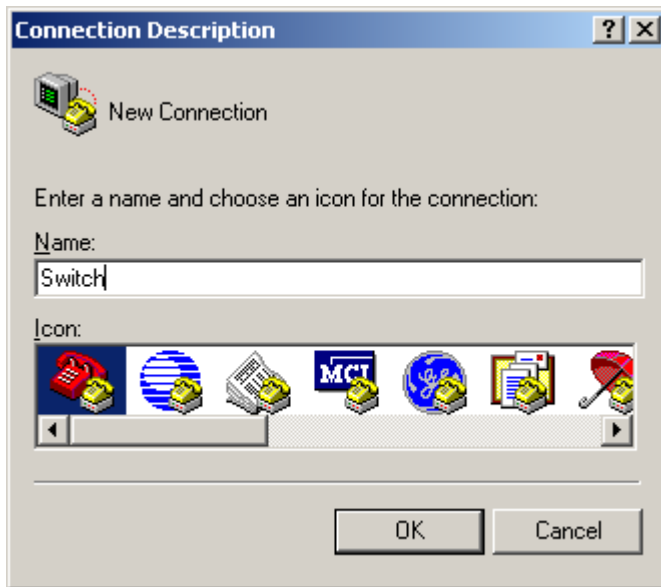 Connection Description
New Connection
Enter a name and choose an icon for the connection:
Name:
Switch
Icon:
MCI
OK
Cancel